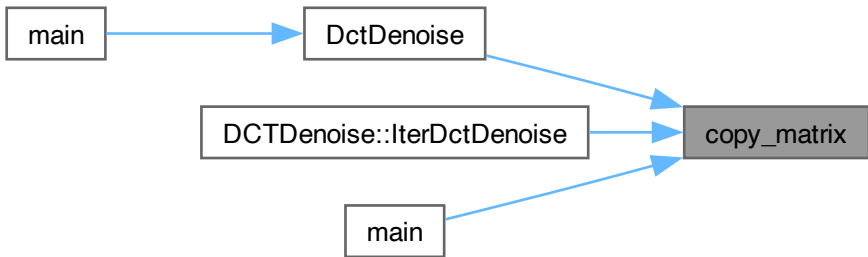 main
DctDenoise
DCTDenoise::IterDctDenoise
copy_matrix
main